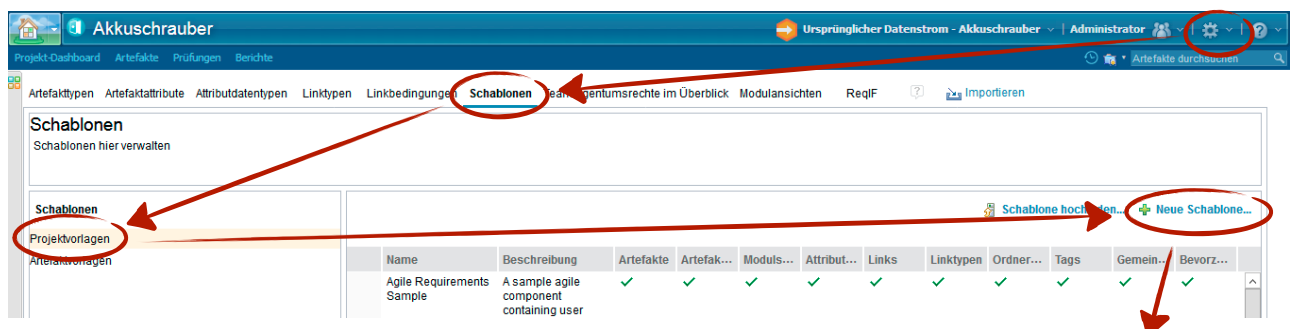 Akkuschrauber
Ursprünglicher Datenstrom - Akkuschrauber | Administrator
Projekt-Dashboard Artefakte Prüfungen Berichte
Artefakte durchsuchen
Artefakttypen Artefaktattribute Attributdatentypen Linktypen Linkbedingungen Schablonen im Überblick Modulansichten ReqIF ? Importieren
Schablonen
Schablonen hier verwalten
Schablonen
Schablone Neue Schablone...
Projektvorlagen
Artefaktvorlagen
Name Beschreibung Artefakte Artefak... Moduls... Attribut... Links Linktypen Ordner... Tags Gemein... Bevorz...
Agile Requirements Sample
A sample agile
component
containing user